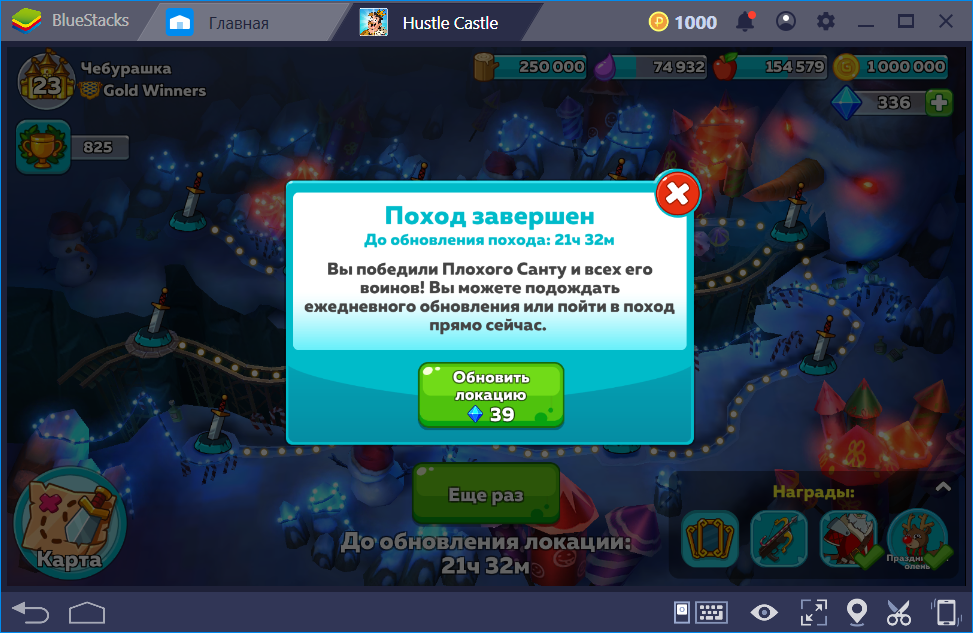 BlueStacks
Главная
Hustle Castle
1000
23
Чебурашка
Gold Winners
250 000
74 932
154 579
1 000 000
336
825
Поход завершен
До обновления похода: 21ч 32м
Вы победили Плохого Санту и всех его
воинов! Вы можете подождать
ежедневного обновления или пойти в поход
прямо сейчас.
Обновить
локацию
39
Еще раз
До обновления локации:
21ч 32м
Карта
Награды:
олень